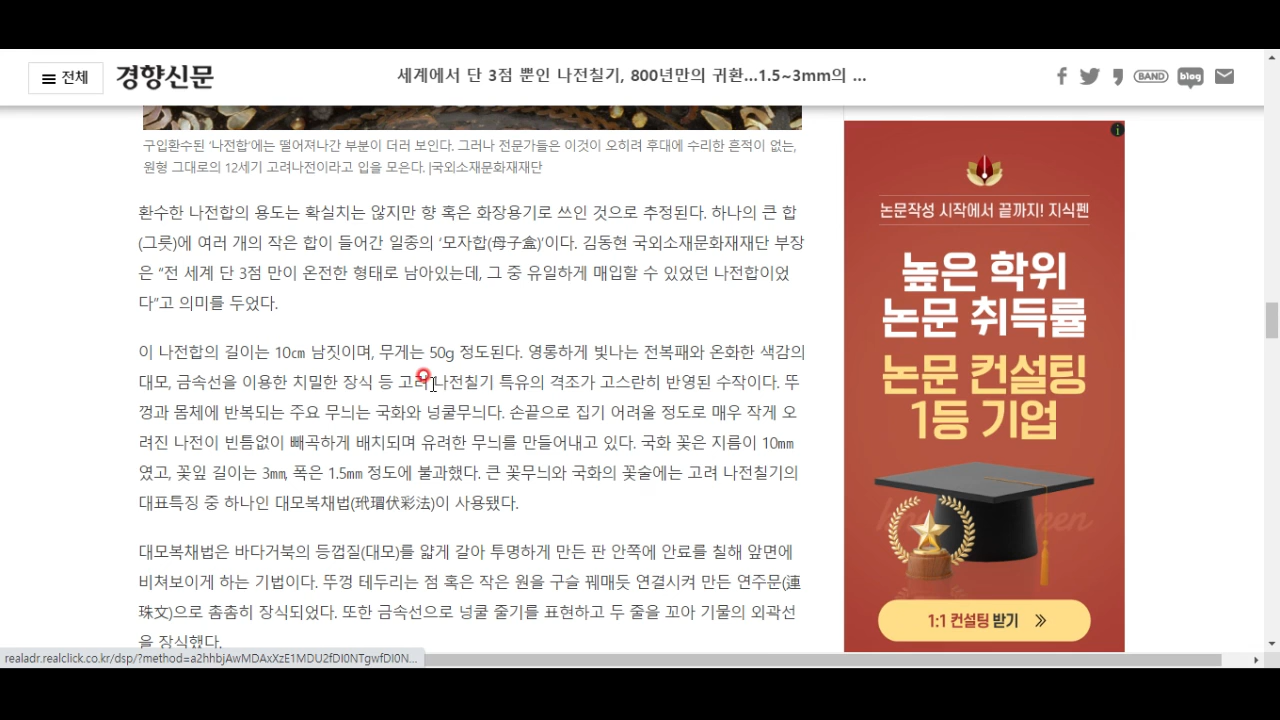 전체
경향신문
세계에서 단 3점 뿐인 나전칠기, 800년만의 귀환...1.5~3mm의 ...
BAND
blog
구입환수된 '나전합'에는 떨어져나간 부분이 더러 보인다. 그러나 전문가들은 이것이 오히려 후대에 수리한 흔적이 없는,
원형 그대로의 12세기 고려나전이라고 입을 모은다. |국외소재문화재재단
환수한 나전합의 용도는 확실치는 않지만 향 혹은 화장용기로 쓰인 것으로 추정된다. 하나의 큰 합
(그릇)에 여러 개의 작은 합이 들어간 일종의 '모자합(母子盒)'이다. 김동현 국외소재문화재재단 부장
은 “전 세계 단 3점 만이 온전한 형태로 남아있는데, 그 중 유일하게 매입할 수 있었던 나전합이었
다”고 의미를 두었다.
이 나전합의 길이는 10㎝ 남짓이며, 무게는 50g 정도된다. 영롱하게 빛나는 전복패와 온화한 색감의
대모, 금속선을 이용한 치밀한 장식 등 고려 나전칠기 특유의 격조가 고스란히 반영된 수작이다. 뚜
껑과 몸체에 반복되는 주요 무늬는 국화와 넝쿨무늬다. 손끝으로 집기 어려울 정도로 매우 작게 오
려진 나전이 빈틈없이 빼곡하게 배치되며 유려한 무늬를 만들어내고 있다. 국화 꽃은 지름이 10㎜
였고, 꽃잎 길이는 3㎜, 폭은 1.5㎜ 정도에 불과했다. 큰 꽃무늬와 국화의 꽃술에는 고려 나전칠기의
대표특징 중 하나인 대모복채법(玳瑁伏彩法)이 사용됐다.
대모복채법은 바다거북의 등껍질(대모)를 얇게 갈아 투명하게 만든 판 안쪽에 안료를 칠해 앞면에
비쳐보이게 하는 기법이다. 뚜껑 테두리는 점 혹은 작은 원을 구슬 꿰매듯 연결시켜 만든 연주문(連
珠文)으로 촘촘히 장식되었다. 또한 금속선으로 넝쿨 줄기를 표현하고 두 줄을 꼬아 기물의 외곽선
을 장식했다.
논문작성 시작에서 끝까지! 지식펜
높은 학위
논문 취득률
논문 컨설팅
1등 기업
1:1 컨설팅 받기
realadr.realclick.co.kr/dsp/?method=a2hhbjAwMDAxXzE1MDU2fDI0NTgwfDI0N...